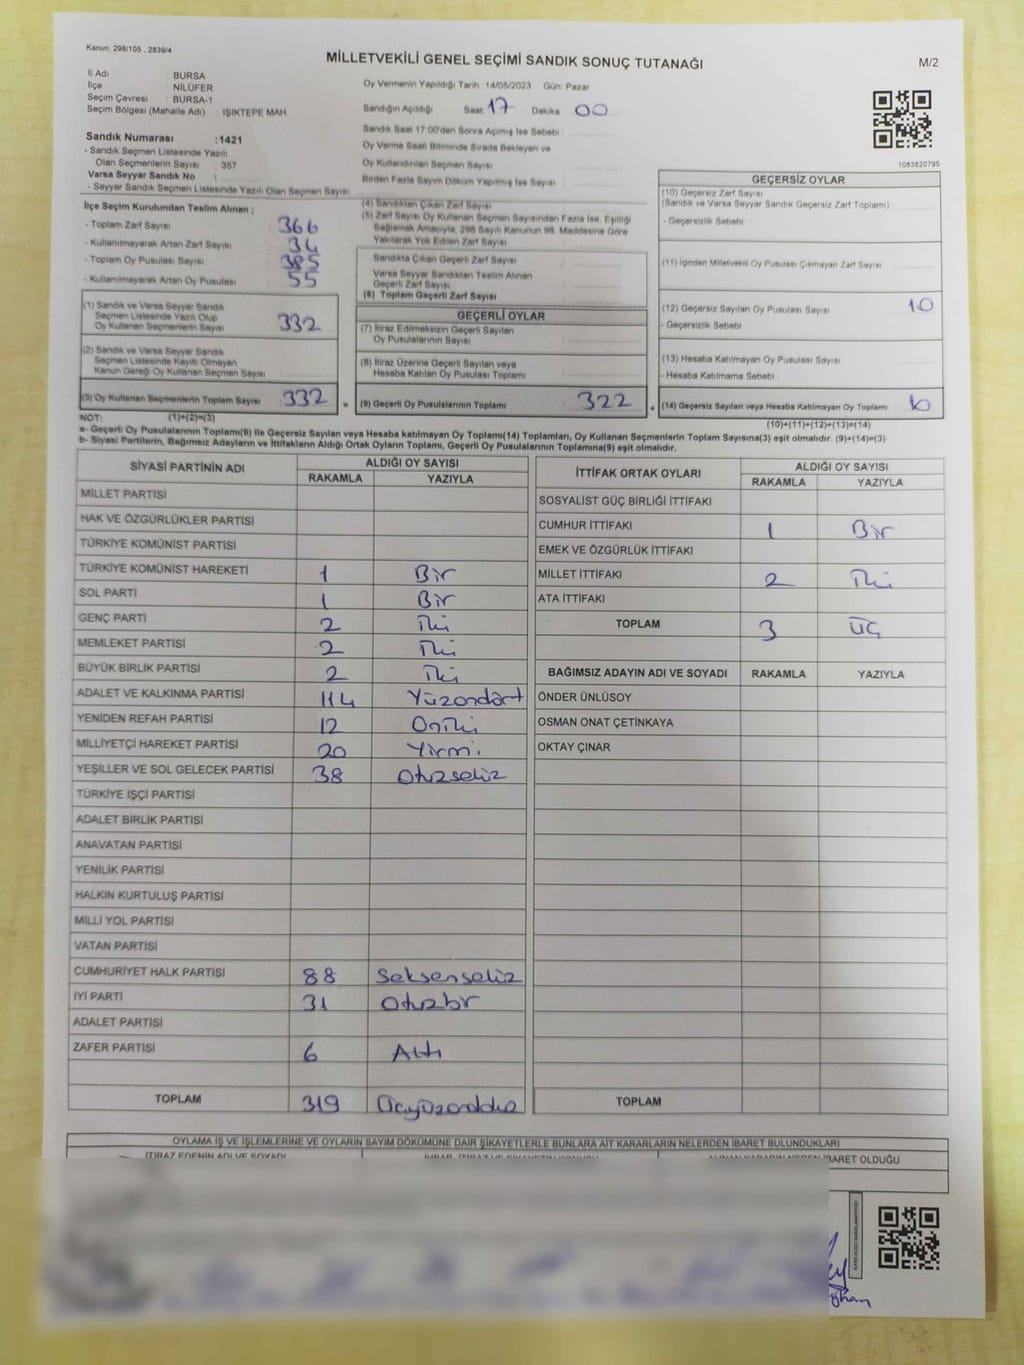 Kanun; 298/105 , 2839/4
MİLLETVEKİLİ GENEL SEÇİMİ SANDIK SONUÇ TUTANAĞI
M/2
İl Adı : BURSA
İlçe : NİLÜFER
Seçim Çevresi : BURSA-1
Seçim Bölgesi (Mahalle Adı) : IŞIKTEPE MAH
Oy Vermenin Yapıldığı Tarih :14/05/2023 Gün: Pazar
Sandığın Açıldığı Saat 17 Dakika 00
Sandık Saat 17:00'den Sonra Açımış İse Sebebi
Oy Verme Saati Bitiminde Sırada Bekleyen ve
Oy Kullandırılan Seçmen Sayısı
Birden Fazla Sayım Döküm Yapılmış İse Sayısı
1083820795
Sandık Numarası :1421
- Sandık Seçmen Listesinde Yazılı
Olan Seçmenlerin Sayısı : 357
Varsa Seyyar Sandık No :
- Seyyar Sandık Seçmen Listesinde Yazılı Olan Seçmen Sayısı:
İlçe Seçim Kurulundan Teslim Alınan ;
- Toplam Zarf Sayısı 366
- Kullanılmayarak Artan Zarf Sayısı 34
- Toplam Oy Pusulası Sayısı 385
- Kullanılmayarak Artan Oy Pusulası 55
(1) Sandık ve Varsa Seyyar Sandık
Seçmen Listesinde Yazılı Olup
Oy Kullanan Seçmenlerin Sayısı : 332
(2) Sandık ve Varsa Seyyar Sandık
Seçmen Listesinde Kayıtlı Olmayan
Kanun Gereği Oy Kullanan Seçmen Sayısı :
(3) Oy Kullanan Seçmenlerin Toplam Sayısı : 332 =
(4) Sandıktan Çıkan Zarf Sayısı
(5) Zarf Sayısı Oy Kullanan Seçmen Sayısından Fazla İse, Eşitliği
Sağlamak Amacıyla; 298 Sayılı Kanunun 98. Maddesine Göre
Yakılarak Yok Edilen Zarf Sayısı
Sandıkta Çıkan Geçerli Zarf Sayısı
Varsa Seyyar Sandıktan Teslim Alınan
Geçerli Zarf Sayısı
(6) Toplam Geçerli Zarf Sayısı
GEÇERLİ OYLAR
(7) İtiraz Edilmeksizin Geçerli Sayılan
Oy Pusulalarının Sayısı
(8) İtiraz Üzerine Geçerli Sayılan veya
Hesaba Katılan Oy Pusulası Toplamı
(9) Geçerli Oy Pusulalarının Toplamı : 322 +
GEÇERSİZ OYLAR
(10) Geçersiz Zarf Sayısı
(Sandık ve Varsa Seyyar Sandık Geçersiz Zarf Toplamı)
- Geçersizlik Sebebi
(11) İçinden Milletvekili Oy Pusulası Çıkmayan Zarf Sayısı
(12) Geçersiz Sayılan Oy Pusulası Sayısı 10
- Geçersizlik Sebebi
(13) Hesaba Katılmayan Oy Pusulası Sayısı
- Hesaba Katılmama Sebebi
(14) Geçersiz Sayılan veya Hesaba Katılmayan Oy Pusulası Toplamı 10
NOT: (1)+(2)=(3)
(10)+(11)+(12)+(13)=(14)
a- Geçerli Oy Pusulalarının Toplamı(9) ile Geçersiz Sayılan veya Hesaba Katılmayan Oy Toplamı(14) Toplamları, Oy Kullanan Seçmenlerin Toplam Sayısına(3) eşit olmalıdır. (9)+(14)=(3)
b- Siyasi Partilerin, Bağımsız Adayların ve İttifakların Aldığı Ortak Oyların Toplamı, Geçerli Oy Pusulalarının Toplamına(9) eşit olmalıdır.
SİYASİ PARTİNİN ADI ALDIĞI OY SAYISI
RAKAMLA YAZIYLA
MİLLET PARTİSİ
HAK VE ÖZGÜRLÜKLER PARTİSİ
TÜRKİYE KOMÜNİST PARTİSİ
TÜRKİYE KOMÜNİST HAREKETİ 1 Bir
SOL PARTİ 1 Bir
GENÇ PARTİ 2 İki
MEMLEKET PARTİSİ 2 İki
BÜYÜK BİRLİK PARTİSİ 2 İki
ADALET VE KALKINMA PARTİSİ 114 Yüzondört
YENİDEN REFAH PARTİSİ 12 Oniki
MİLLİYETÇİ HAREKET PARTİSİ 20 Yirmi
YEŞİLLER VE SOL GELECEK PARTİSİ 38 Otuzsekiz
TÜRKİYE İŞÇİ PARTİSİ
ADALET BİRLİK PARTİSİ
ANAVATAN PARTİSİ
YENİLİK PARTİSİ
HALKIN KURTULUŞ PARTİSİ
MİLLİ YOL PARTİSİ
VATAN PARTİSİ
CUMHURİYET HALK PARTİSİ 88 Seksensekiz
İYİ PARTİ 31 Otuzbir
ADALET PARTİSİ
ZAFER PARTİSİ 6 Altı
TOPLAM 319 Üçyüzondokuz
İTTİFAK ORTAK OYLARI ALDIĞI OY SAYISI
RAKAMLA YAZIYLA
SOSYALİST GÜÇ BİRLİĞİ İTTİFAKI
CUMHUR İTTİFAKI 1 Bir
EMEK VE ÖZGÜRLÜK İTTİFAKI
MİLLET İTTİFAKI 2 İki
ATA İTTİFAKI
TOPLAM 3 Üç
BAĞIMSIZ ADAYIN ADI VE SOYADI RAKAMLA YAZIYLA
ÖNDER ÜNLÜSOY
OSMAN ONAT ÇETİNKAYA
OKTAY ÇINAR
TOPLAM
OYLAMA İŞ VE İŞLEMLERİNE VE OYLARIN SAYIM DÖKÜMÜNE DAİR ŞİKAYETLERLE BUNLARA AİT KARARLARIN NELERDEN İBARET BULUNDUKLARI
İTİRAZ EDENİN ADI VE SOYADI